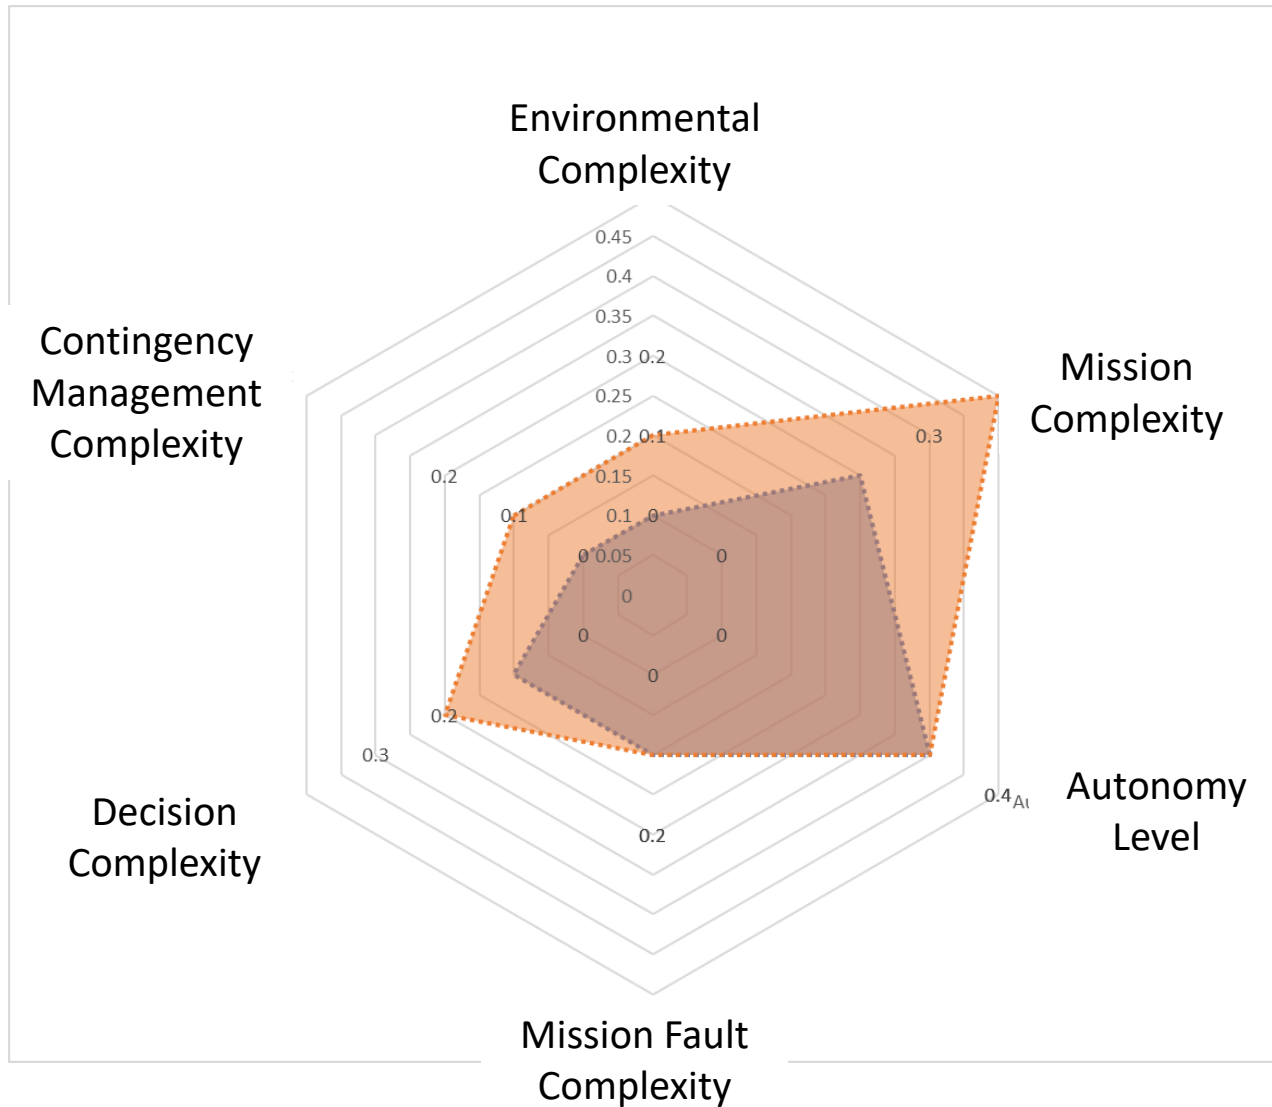 Environmental
Complexity
0.45
0.4
0.35
0.3 0.2
0.25
0.2 0.1
0.15
0.1 0
0.05
0
Mission
Complexity
0.3
0
Autonomy
Level
0.4 Au
0
Mission Fault
Complexity
0.2
0
Decision
Complexity
0.3
0.2
0
Contingency
Management
Complexity
0.2
0.1
0